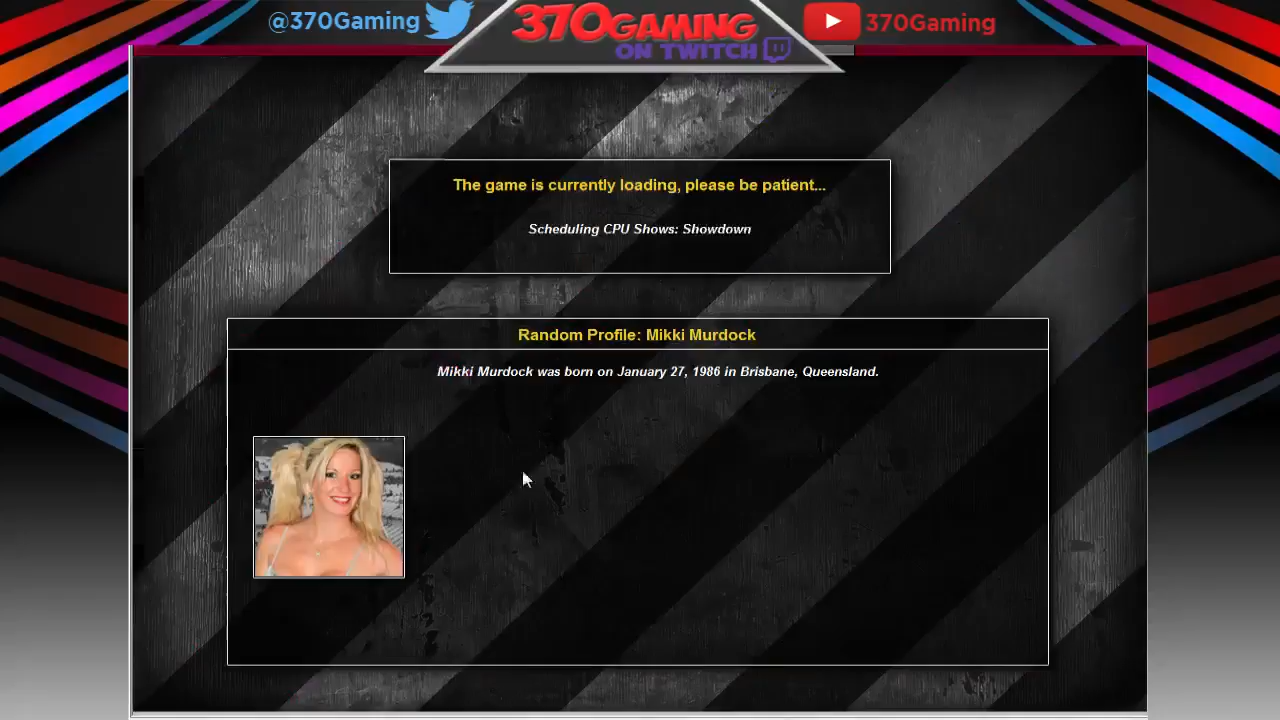 @370Gaming
370GAMING
ON TWITCH
370Gaming
The game is currently loading, please be patient...
Scheduling CPU Shows: Showdown
Random Profile: Mikki Murdock
Mikki Murdock was born on January 27, 1986 in Brisbane, Queensland.